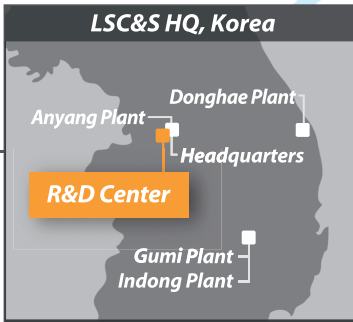 LSC&S HQ, Korea
Donghae Plant
Anyang Plant
Headquarters
R&D Center
Gumi Plant
Indong Plant